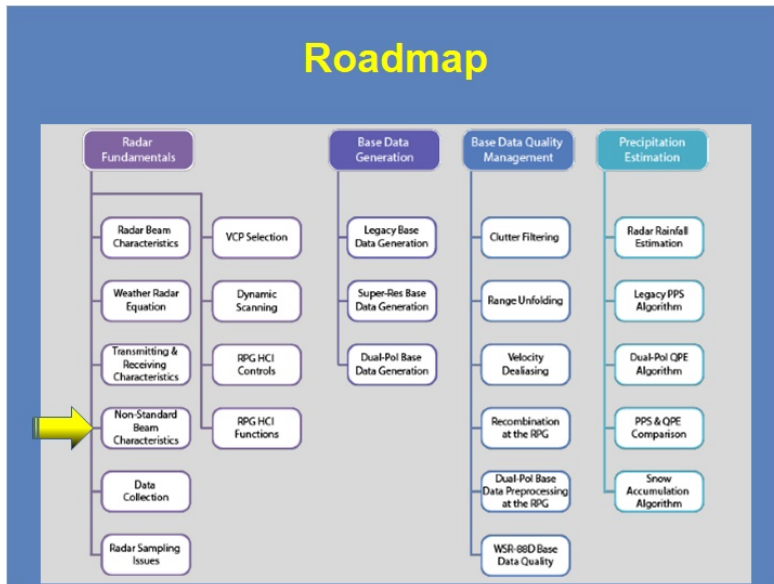 Roadmap
Radar
Fundamentals
Radar Beam
Characteristics
Weather Radar
Equation
Transmitting &
Receiving
Characteristics
Non-Standard
Beam
Characteristics
Data
Collection
Radar Sampling
Issues
VCP Selection
Dynamic
Scanning
RPG HCI
Controls
RPG HCI
Functions
Base Data
Generation
Legacy Base
Data Generation
Super-Res Base
Data Generation
Dual-Pol Base
Data Generation
Base Data Quality
Management
Clutter Filtering
Range Unfolding
Velocity
Dealiasing
Recombination
at the RPG
Dual-Pol Base
Data Preprocessing
at the RPG
WSR-88D Base
Data Quality
Precipitation
Estimation
Radar Rainfall
Estimation
Legacy PPS
Algorithm
Dual-Pol QPE
Algorithm
PPS & QPE
Comparison
Snow
Accumulation
Algorithm